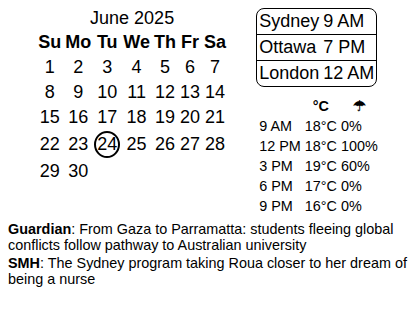 June 2025
Su Mo Tu We Th Fr Sa
1 2 3 4 5 6 7
8 9 10 11 12 13 14
15 16 17 18 19 20 21
22 23 24 25 26 27 28
29 30
Sydney 9 AM
Ottawa 7 PM
London 12 AM
°C ☂
9 AM 18°C 0%
12 PM 18°C 100%
3 PM 19°C 60%
6 PM 17°C 0%
9 PM 16°C 0%
Guardian: From Gaza to Parramatta: students fleeing global
conflicts follow pathway to Australian university
SMH: The Sydney program taking Roua closer to her dream of
being a nurse